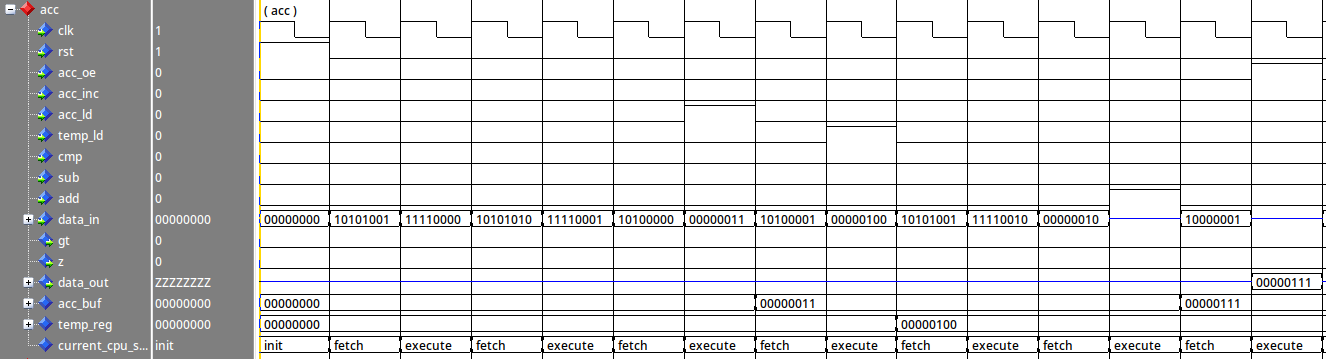 acc ( acc )
clk 1
rst 1
acc_oe 0
acc_inc 0
acc_ld 0
temp_ld 0
cmp 0
sub 0
add 0
data_in 00000000 00000000 10101001 11110000 10101010 11110001 10100000 00000011 10100001 00000100 10101001 11110010 00000010 10000001
gt 0
z 0
data_out ZZZZZZZZ 00000111
acc_buf 00000000 00000000 00000011 00000111
temp_reg 00000000 00000000 00000100
current_cpu_s... init init fetch execute fetch execute fetch execute fetch execute fetch execute fetch execute fetch execute